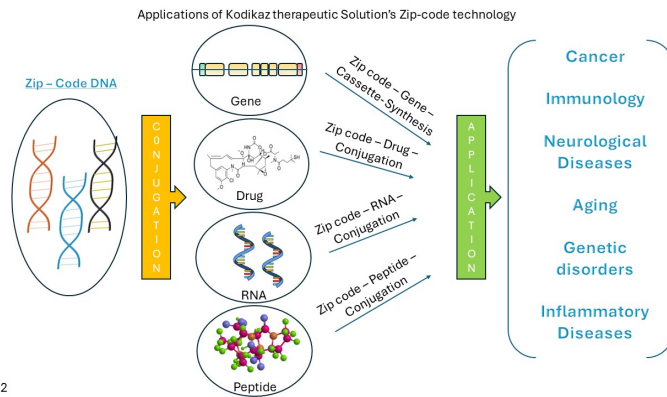 Applications of Kodikaz therapeutic Solution's Zip-code technology
Zip – Code DNA
C0NJUGATION
Gene
Drug
RNA
Peptide
Zip code – Gene –
Cassette-Synthesis
Zip code – Drug –
Conjugation
Zip code – RNA –
Conjugation
Zip code – Peptide –
Conjugation
APPLICATION
Cancer
Immunology
Neurological
Diseases
Aging
Genetic
disorders
Inflammatory
Diseases
2